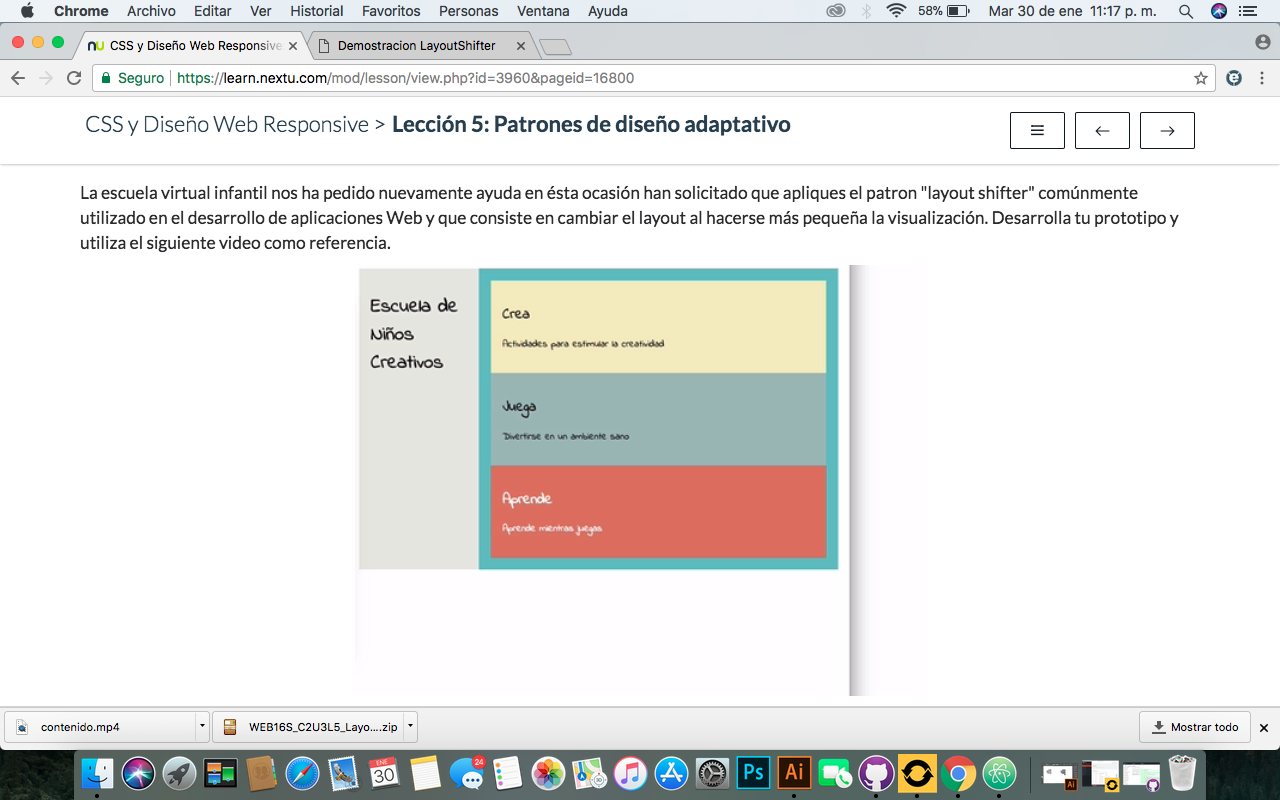 Chrome Archivo Editar Ver Historial Favoritos Personas Ventana Ayuda 58% Mar 30 de ene 11:17 p. m.
nu CSS y Diseño Web Responsive Demostracion LayoutShifter
Seguro https://learn.nextu.com/mod/lesson/view.php?id=3960&pageid=16800
CSS y Diseño Web Responsive > Lección 5: Patrones de diseño adaptativo
La escuela virtual infantil nos ha pedido nuevamente ayuda en ésta ocasión han solicitado que apliques el patron "layout shifter" comúnmente
utilizado en el desarrollo de aplicaciones Web y que consiste en cambiar el layout al hacerse más pequeña la visualización. Desarrolla tu prototipo y
utiliza el siguiente video como referencia.
Escuela de
Niños
Creativos
Crea
Actividades para estimular la creatividad
Juega
Divertirse en un ambiente sano
Aprende
Aprende mientras juegas
contenido.mp4 WEB16S_C2U3L5_Layo....zip Mostrar todo
ENE
30
24
Ps
Ai